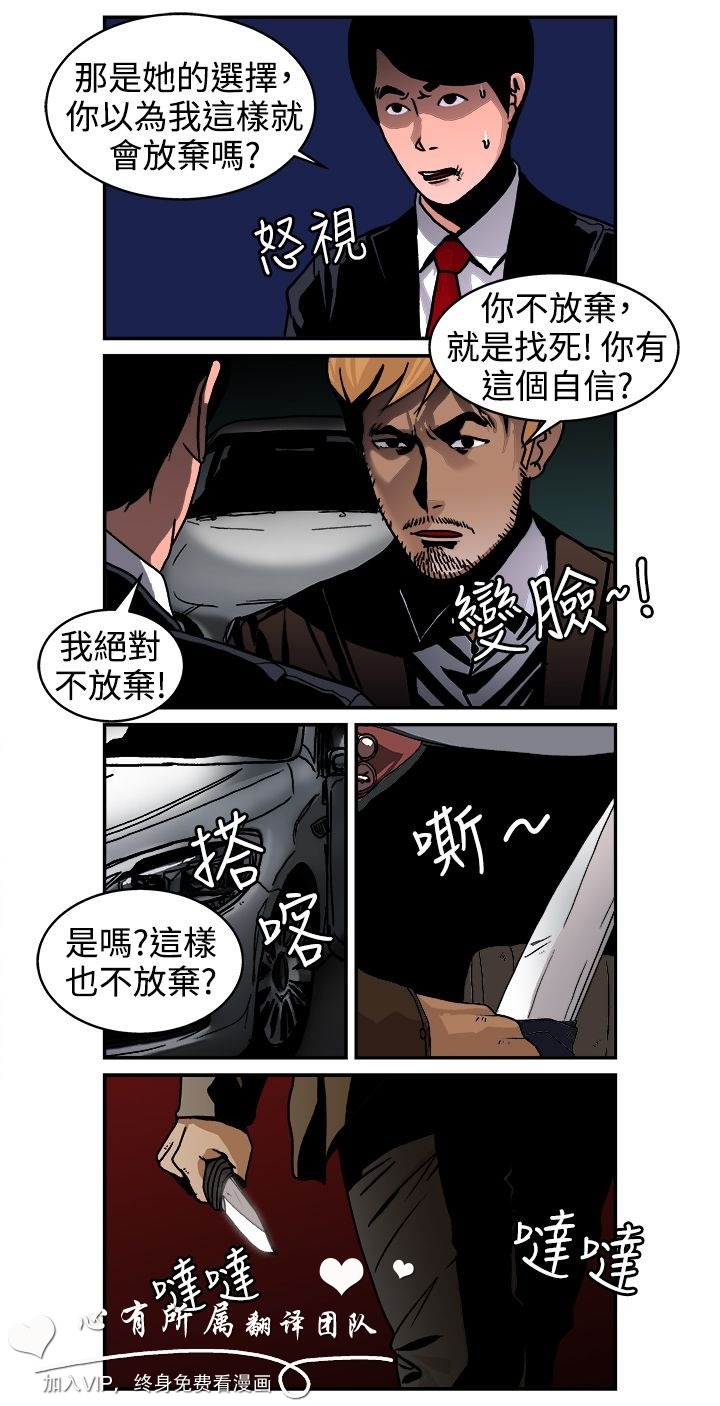 那是她的選擇，
你以為我這樣就
會放棄嗎？
怒視
你不放棄，
就是找死！你有
這個自信？
變臉~！
我絕對
不放棄！
搭
喀
是嗎？這樣
也不放棄？
嘶~
噠噠
噠噠
心有所属翻译团队
加入VIP，终身免费看漫画